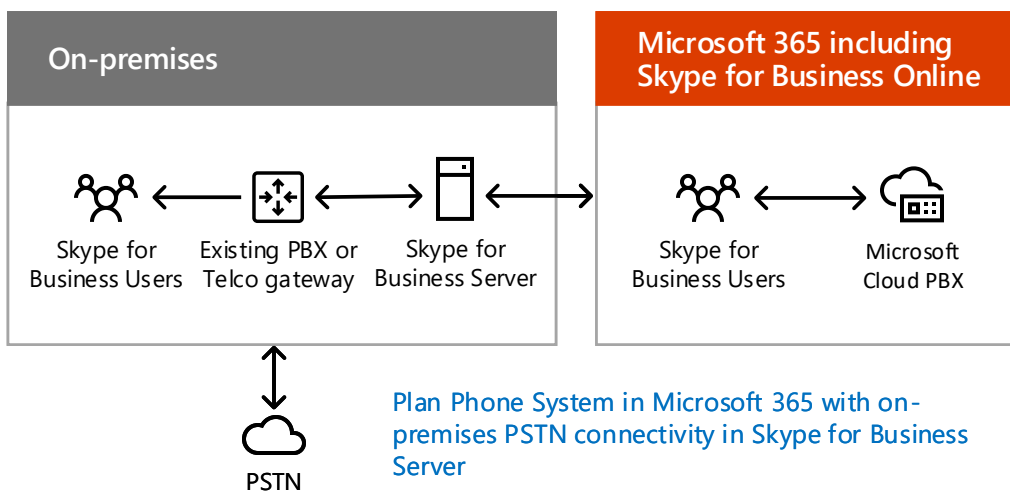 On-premises
Microsoft 365 including
Skype for Business Online
Skype for
Business Users
Existing PBX or
Telco gateway
Skype for
Business Server
Skype for
Business Users
Microsoft
Cloud PBX
PSTN
Plan Phone System in Microsoft 365 with on-
premises PSTN connectivity in Skype for Business
Server